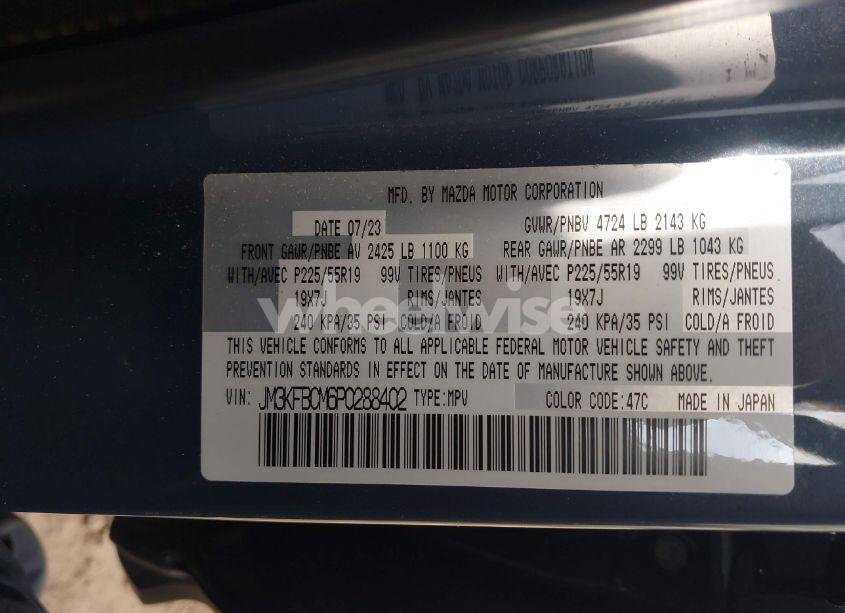 MFD. BY MAZDA MOTOR CORPORATION
DATE 07/23 GVWR/PNBV 4724 LB 2143 KG
FRONT GAWR/PNBE AV 2425 LB 1100 KG REAR GAWR/PNBE AR 2299 LB 1043 KG
WITH/AVEC P225/55R19 99V TIRES/PNEUS WITH/AVEC P225/55R19 99V TIRES/PNEUS
19X7J RIMS/JANTES 19X7J RIMS/JANTES
wheelwise
240 KPA/35 PSI COLD/A FROID 240 KPA/35 PSI COLD/A FROID
THIS VEHICLE CONFORMS TO ALL APPLICABLE FEDERAL MOTOR VEHICLE SAFETY AND THEFT
PREVENTION STANDARDS IN EFFECT ON THE DATE OF MANUFACTURE SHOWN ABOVE.
VIN: JM3KFBCM6P0288402 TYPE:MPV COLOR CODE:47C MADE IN JAPAN